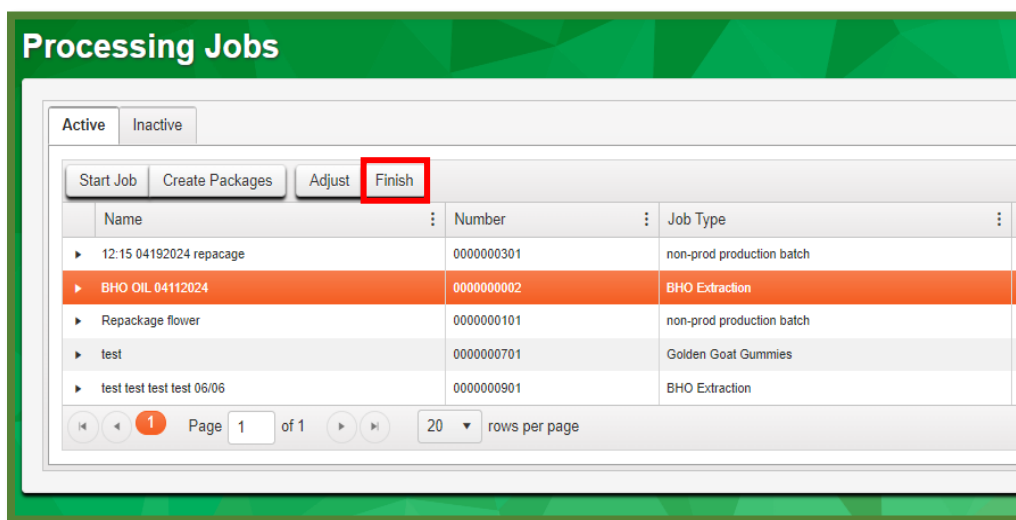 Processing Jobs
Active Inactive
Start Job Create Packages Adjust Finish
Name Number Job Type
12:15 04192024 repacage 0000000301 non-prod production batch
BHO OIL 04112024 0000000002 BHO Extraction
Repackage flower 0000000101 non-prod production batch
test 0000000701 Golden Goat Gummies
test test test test 06/06 0000000901 BHO Extraction
1 Page 1 of 1 20 rows per page